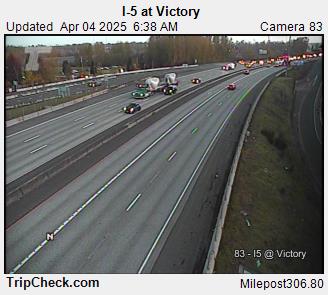 I-5 at Victory
Updated Apr 04 2025 6:38 AM Camera 83
T
N
83 - I5 @ Victory
TripCheck.com Milepost306.80